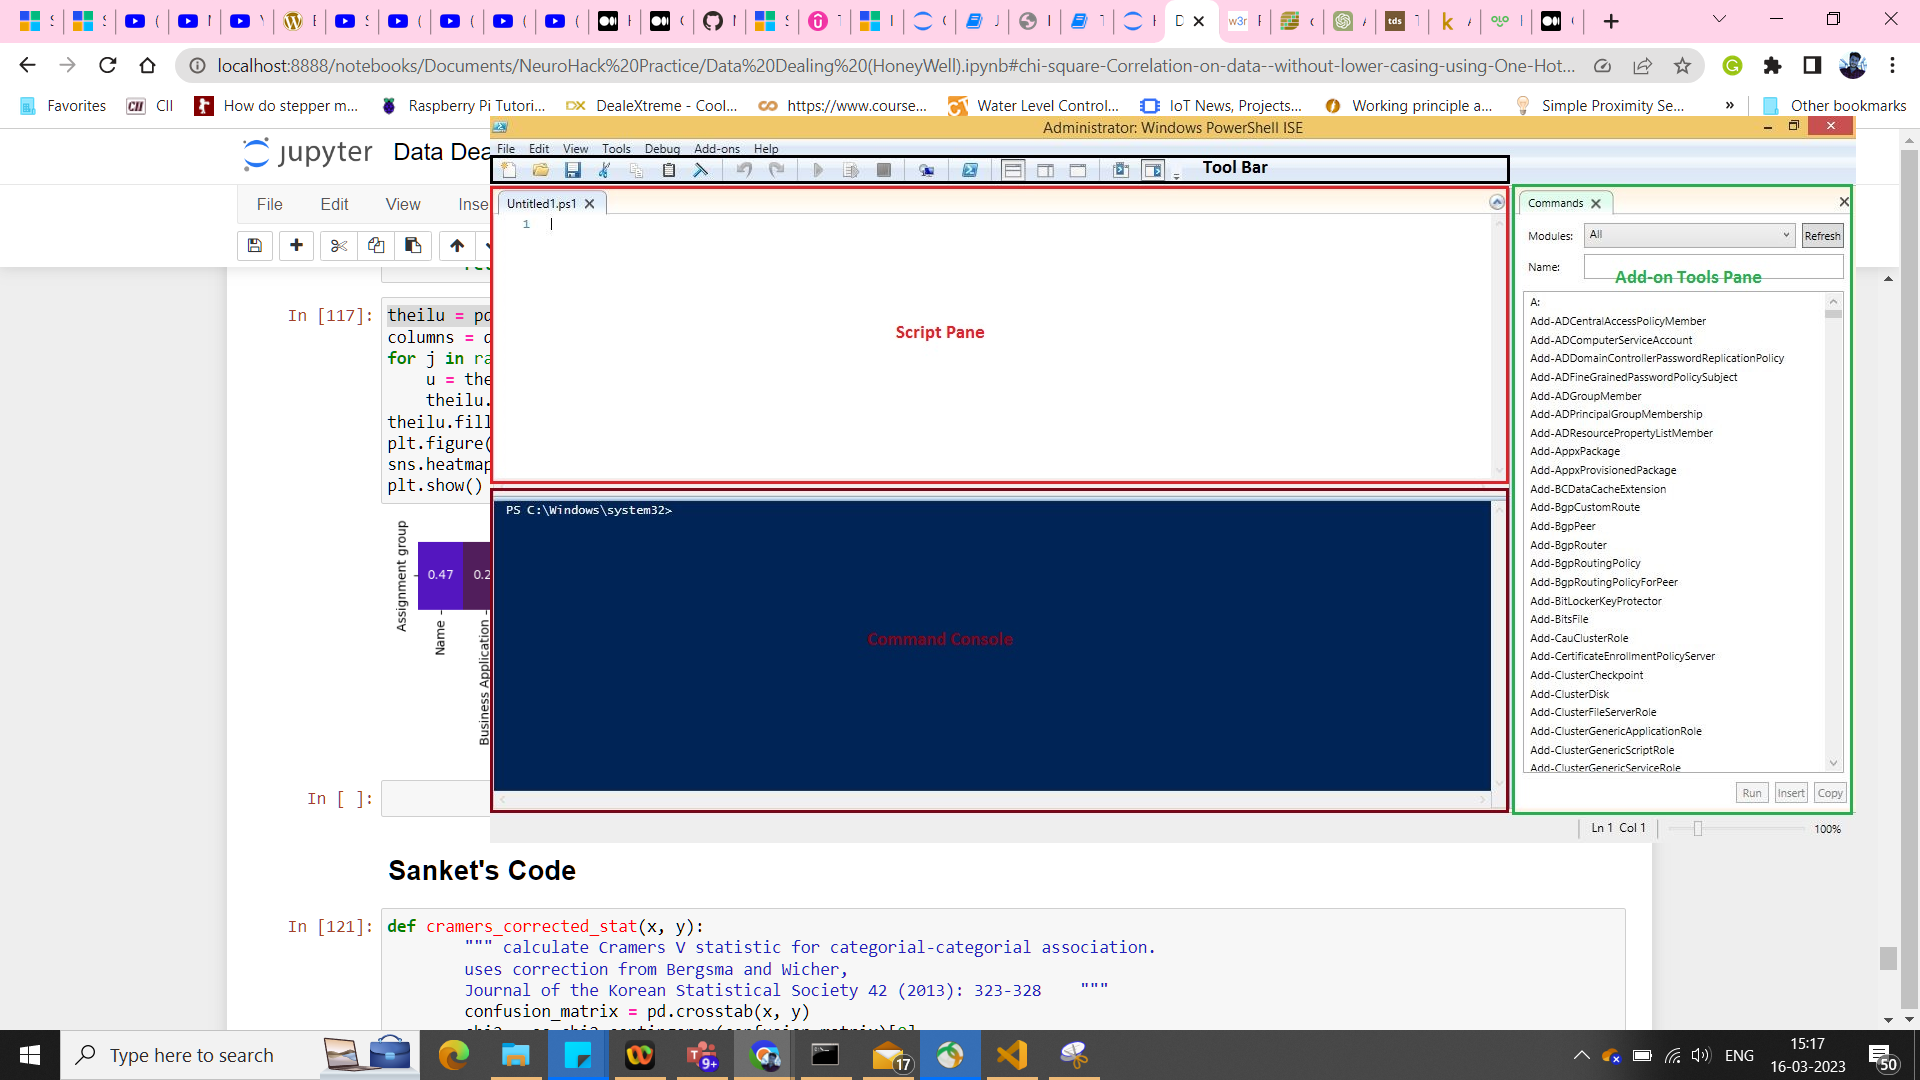 localhost:8888/notebooks/Documents/NeuroHack%20Practice/Data%20Dealing%20(HoneyWell).ipynb#chi-square-Correlation-on-data--without-lower-casing-using-One-Hot...
Favorites CII How do stepper m... Raspberry Pi Tutori... DealeXtreme - Cool... https://www.course... Water Level Control... IoT News, Projects... Working principle a... Simple Proximity Se... » Other bookmarks
Administrator: Windows PowerShell ISE
jupyter Data Dea
File Edit View Tools Debug Add-ons Help
Tool Bar
File Edit View Inse
Untitled1.ps1
1
Commands
Modules: All Refresh
Name:
Add-on Tools Pane
Script Pane
A:
Add-ADCentralAccessPolicyMember
Add-ADComputerServiceAccount
Add-ADDomainControllerPasswordReplicationPolicy
Add-ADFineGrainedPasswordPolicySubject
Add-ADGroupMember
Add-ADPrincipalGroupMembership
Add-ADResourcePropertyListMember
Add-AppxPackage
Add-AppxProvisionedPackage
Add-BCDataCacheExtension
Add-BgpCustomRoute
Add-BgpPeer
Add-BgpRouter
Add-BgpRoutingPolicy
Add-BgpRoutingPolicyForPeer
Add-BitLockerKeyProtector
Add-BitsFile
Add-CauClusterRole
Add-CertificateEnrollmentPolicyServer
Add-ClusterCheckpoint
Add-ClusterDisk
Add-ClusterFileServerRole
Add-ClusterGenericApplicationRole
Add-ClusterGenericScriptRole
Add-ClusterGenericServiceRole
Run Insert Copy
Ln 1 Col 1 100%
In [117]:
theilu = pd
columns = d
for j in ra
u = the
theilu.
theilu.fill
plt.figure(
sns.heatmap
plt.show()
PS C:\Windows\system32>
Command Console
Assignment group
0.47 0.2
Name
Business Application
In [ ]:
Sanket's Code
In [121]:
def cramers_corrected_stat(x, y):
""" calculate Cramers V statistic for categorial-categorial association.
uses correction from Bergsma and Wicher,
Journal of the Korean Statistical Society 42 (2013): 323-328 """
confusion_matrix = pd.crosstab(x, y)
Type here to search
9+
17
ENG
15:17
16-03-2023
50